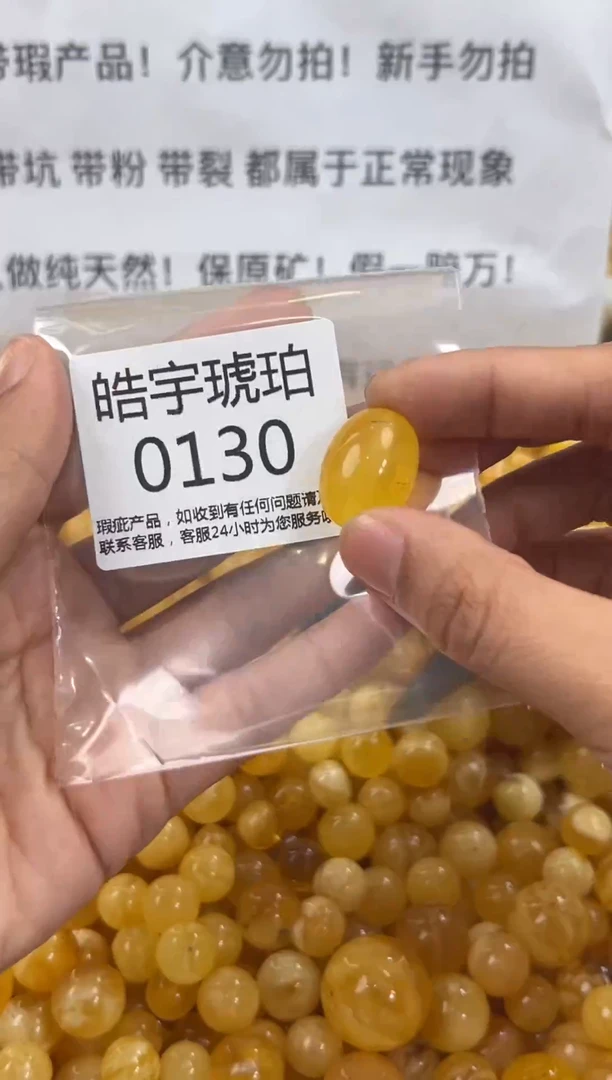 带瑕产品！介意勿拍！新手勿拍
带坑 带粉 带裂 都属于正常现象
做纯天然！保原矿！假一赔万！
皓宇琥珀
0130
瑕疵产品，如收到有任何问题请
联系客服，客服24小时为您服务